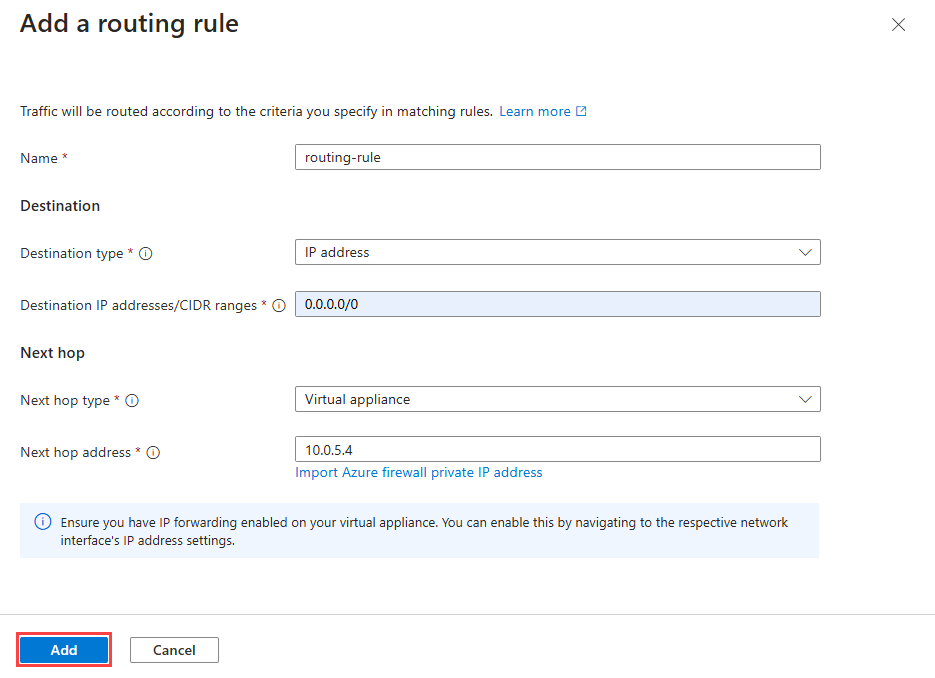 Add a routing rule
Traffic will be routed according to the criteria you specify in matching rules. Learn more
Name *
routing-rule
Destination
Destination type *
IP address
Destination IP addresses/CIDR ranges *
0.0.0.0/0
Next hop
Next hop type *
Virtual appliance
Next hop address *
10.0.5.4
Import Azure firewall private IP address
Ensure you have IP forwarding enabled on your virtual appliance. You can enable this by navigating to the respective network
interface's IP address settings.
Add
Cancel